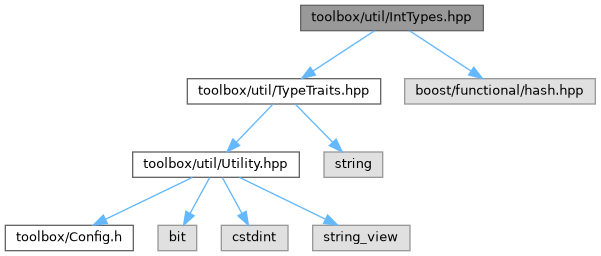 toolbox/util/IntTypes.hpp
toolbox/util/TypeTraits.hpp
boost/functional/hash.hpp
toolbox/util/Utility.hpp
string
toolbox/Config.h
bit
cstdint
string_view